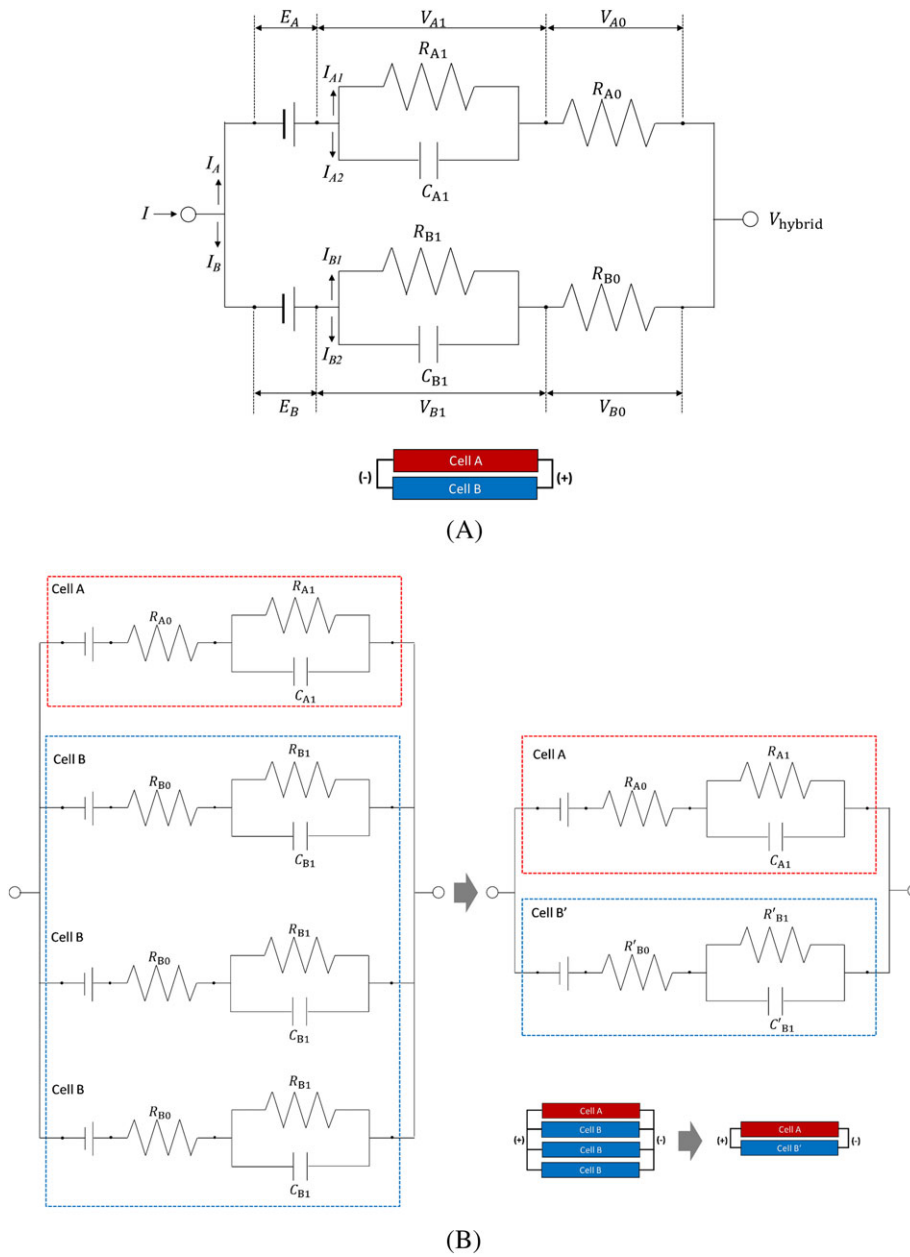 E_A V_A1 V_A0
R_A1
I_A1 R_A0
I_A I_A2
C_A1
I V_hybrid
R_B1
I_B I_B1 R_B0
I_B2
C_B1
E_B V_B1 V_B0
Cell A
(-) (+)
Cell B
(A)
Cell A
R_A1
R_A0
C_A1
Cell B
R_B1
R_B0
C_B1
Cell B
R_B1
R_B0
C_B1
Cell B
R_B1
R_B0
C_B1
Cell A
R_A1
R_A0
C_A1
Cell B'
R'_B1
R'_B0
C'_B1
Cell A
Cell B
(+) (-)
Cell B
Cell B
Cell A
(+) (-)
Cell B'
(B)